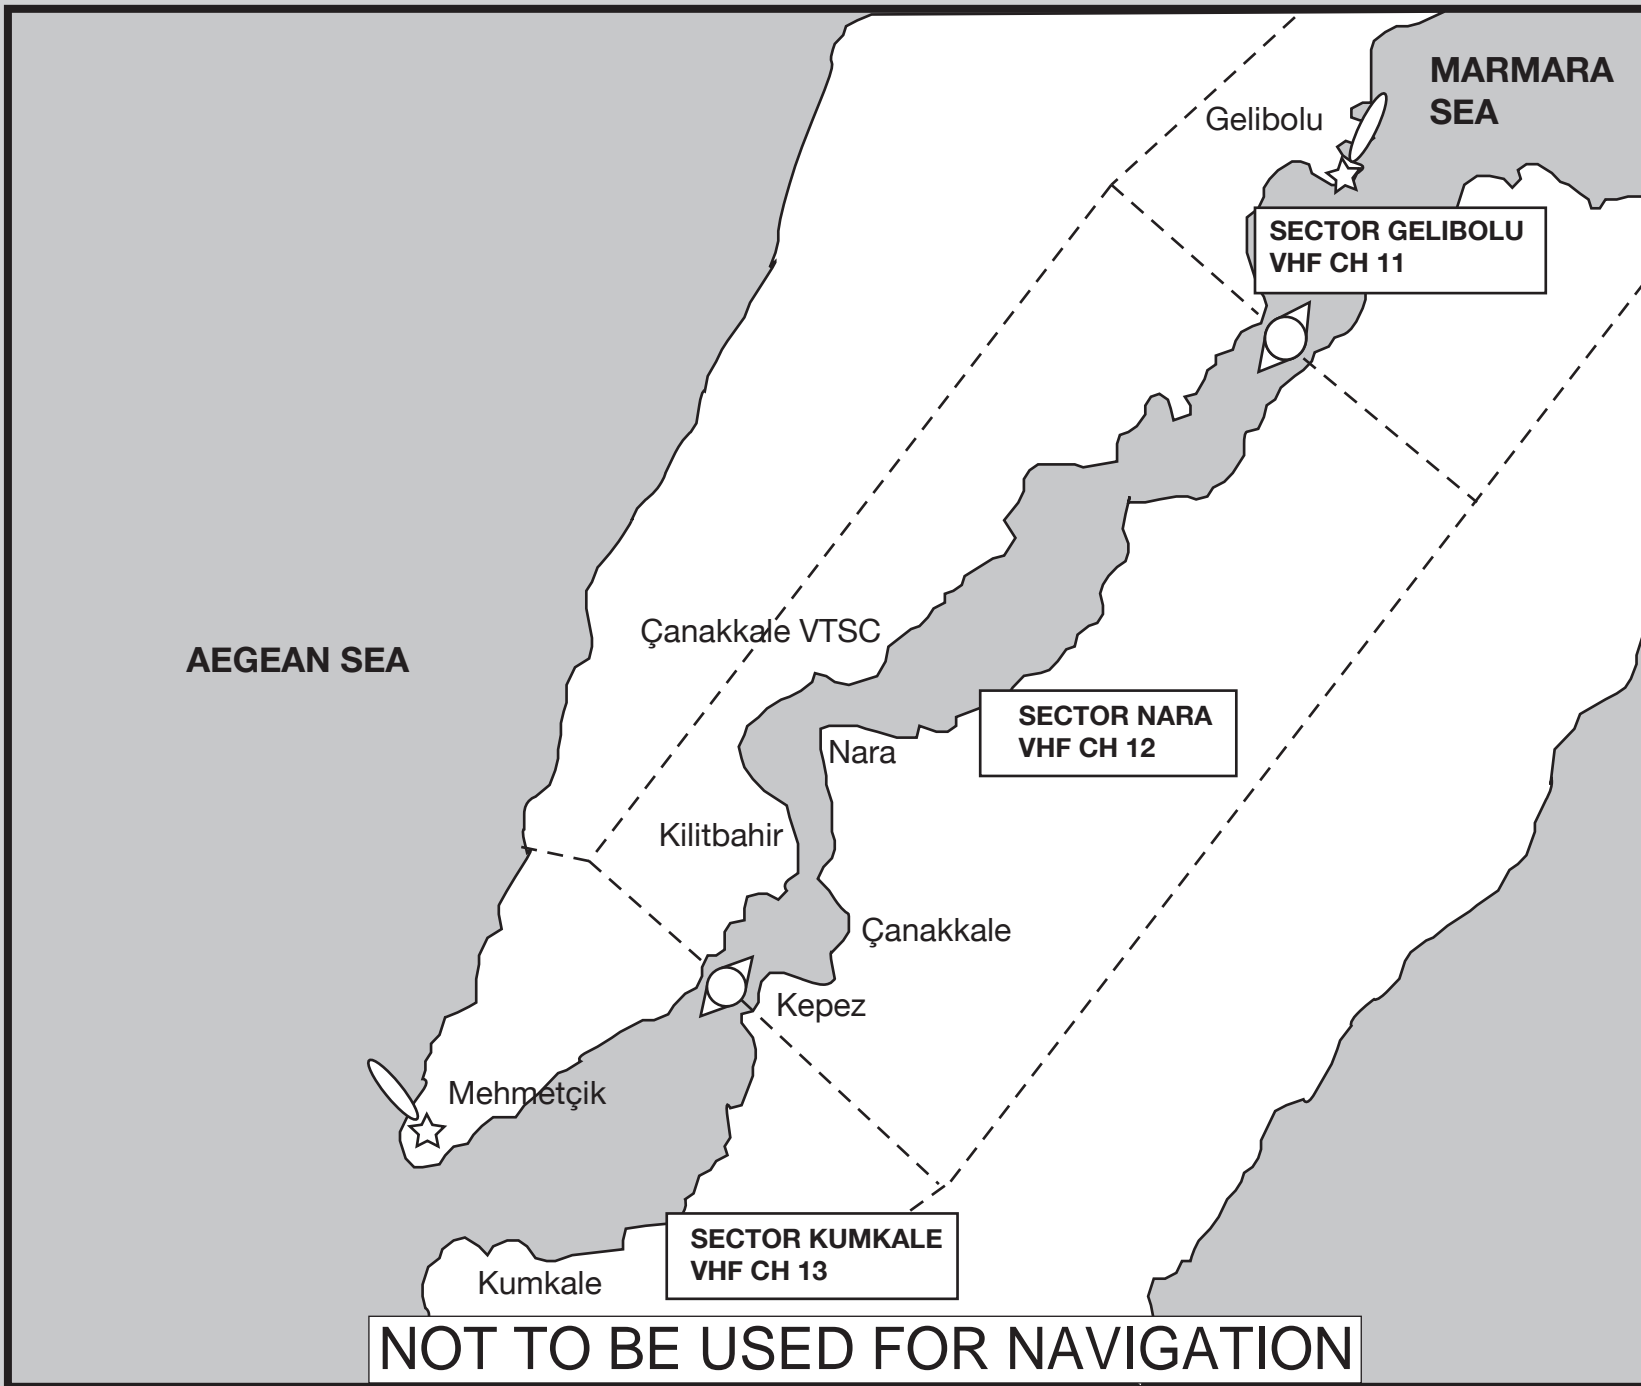 MARMARA
SEA
Gelibolu
SECTOR GELIBOLU
VHF CH 11
Çanakkale VTSC
AEGEAN SEA
SECTOR NARA
VHF CH 12
Nara
Kilitbahir
Çanakkale
Kepez
Mehmetçik
SECTOR KUMKALE
VHF CH 13
Kumkale
NOT TO BE USED FOR NAVIGATION